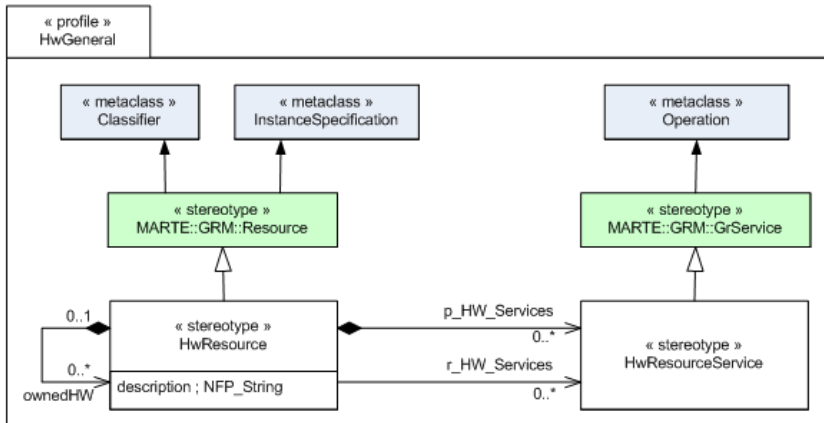 « profile »
HwGeneral
« metaclass »
Classifier
« metaclass »
InstanceSpecification
« metaclass »
Operation
« stereotype »
MARTE::GRM::Resource
« stereotype »
MARTE::GRM::GrService
0..1
« stereotype »
HwResource
p_HW_Services
0..*
« stereotype »
HwResourceService
0..*
ownedHW
description ; NFP_String
r_HW_Services
0..*